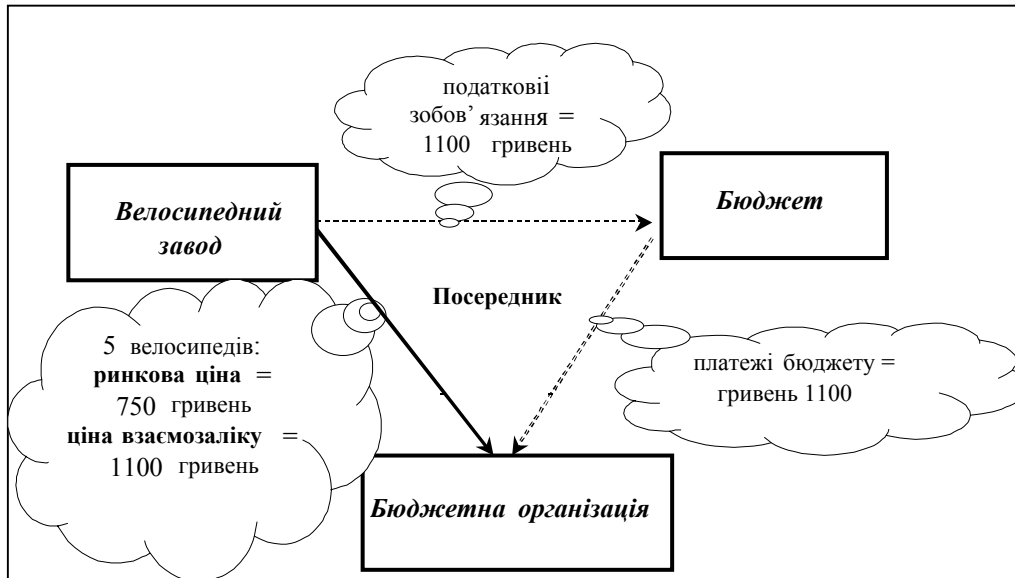 податковіі
зобов’ язання =
1100 гривень
Велосипедний
завод
Бюджет
Посередник
5 велосипедів:
ринкова ціна =
750 гривень
ціна взаємозаліку =
1100 гривень
платежі бюджету =
гривень 1100
Бюджетна організація